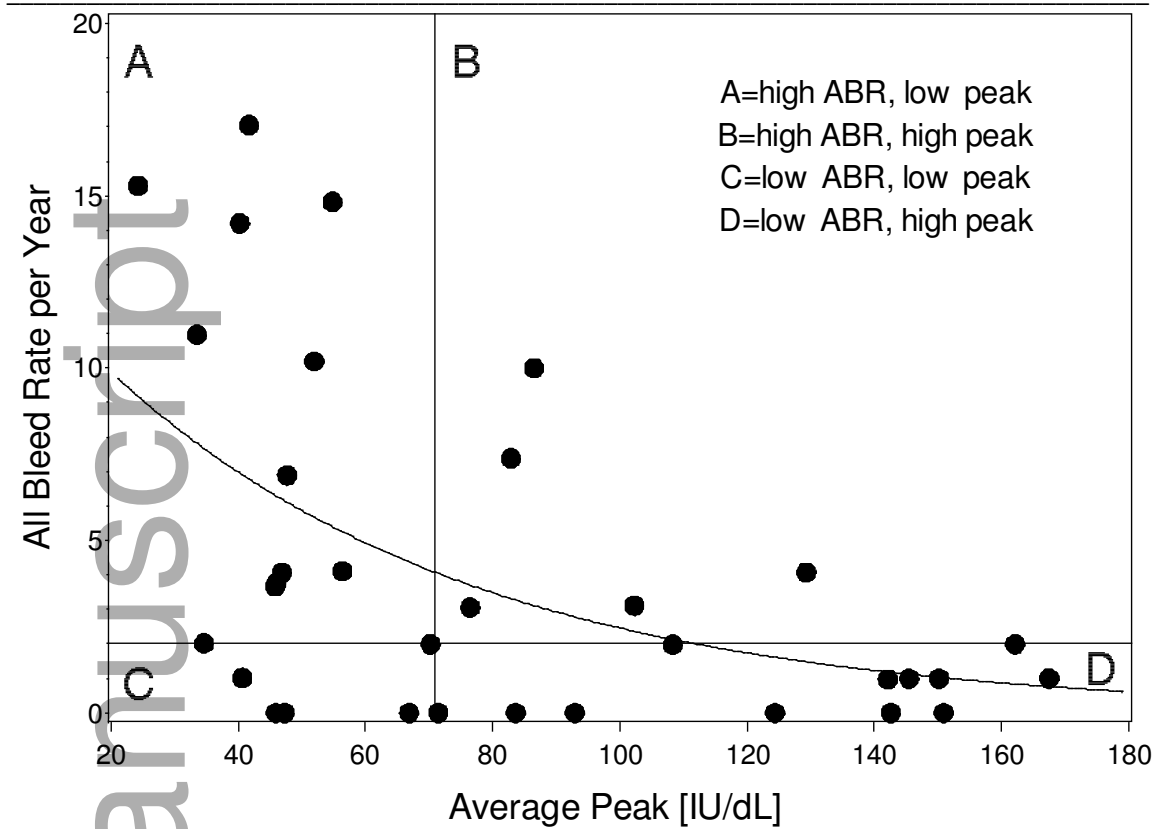 A
B
A=high ABR, low peak
B=high ABR, high peak
C=low ABR, low peak
D=low ABR, high peak
C
D
All Bleed Rate per Year
20
15
10
5
0
20 40 60 80 100 120 140 160 180
Average Peak [IU/dL]
anuscript